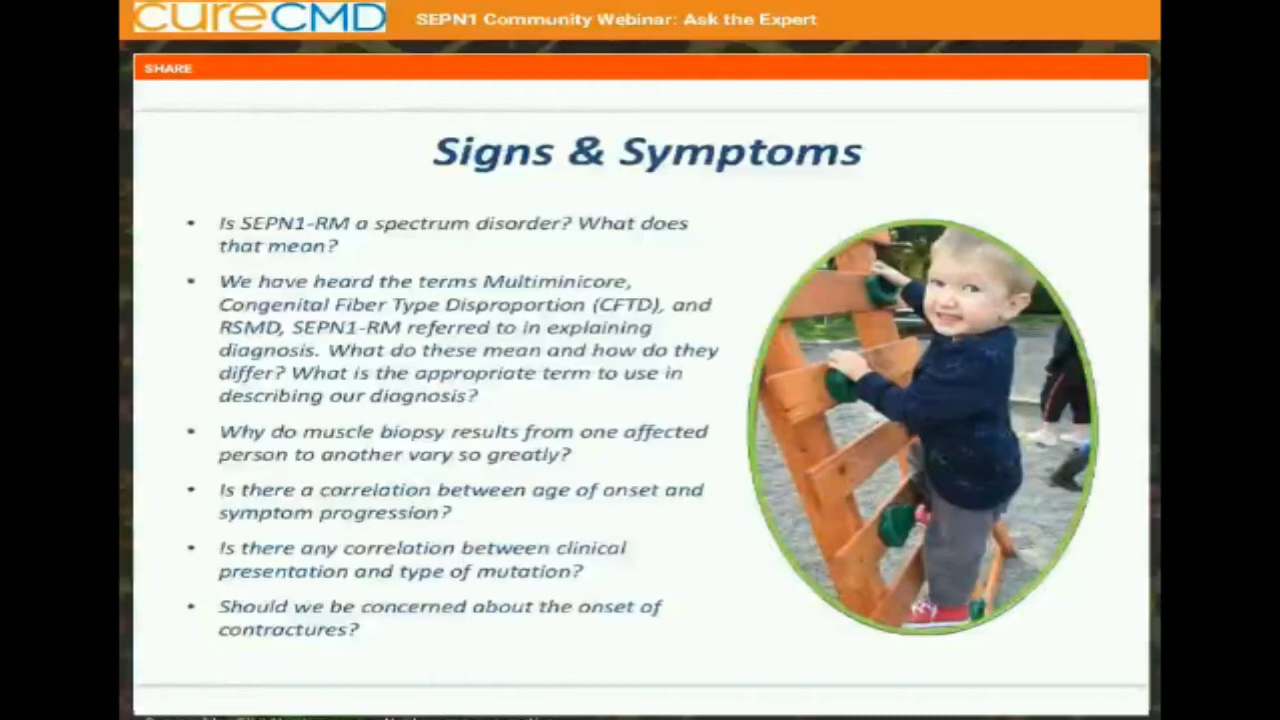 cureCMD SEPN1 Community Webinar: Ask the Expert
SHARE
Signs & Symptoms
• Is SEPN1-RM a spectrum disorder? What does
that mean?
• We have heard the terms Multiminicore,
Congenital Fiber Type Disproportion (CFTD), and
RSMD, SEPN1-RM referred to in explaining
diagnosis. What do these mean and how do they
differ? What is the appropriate term to use in
describing our diagnosis?
• Why do muscle biopsy results from one affected
person to another vary so greatly?
• Is there a correlation between age of onset and
symptom progression?
• Is there any correlation between clinical
presentation and type of mutation?
• Should we be concerned about the onset of
contractures?